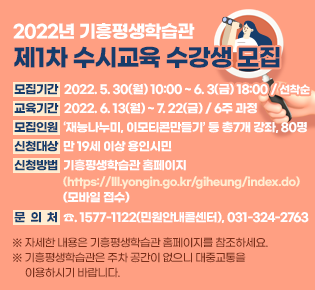 2022년 기흥평생학습관
제1차 수시교육 수강생 모집
모집기간 2022. 5. 30(월) 10:00 ~ 6. 3(금) 18:00 / 선착순
교육기간 2022. 6. 13(월) ~ 7. 22(금) / 6주 과정
모집인원 '재능나누미, 이모티콘만들기' 등 총7개 강좌, 80명
신청대상 만 19세 이상 용인시민
신청방법 기흥평생학습관 홈페이지
(https://lll.yongin.go.kr/giheung/index.do)
(모바일 접수)
문 의 처 ☎. 1577-1122(민원안내콜센터), 031-324-2763
※ 자세한 내용은 기흥평생학습관 홈페이지를 참조하세요.
※ 기흥평생학습관은 주차 공간이 없으니 대중교통을
이용하시기 바랍니다.